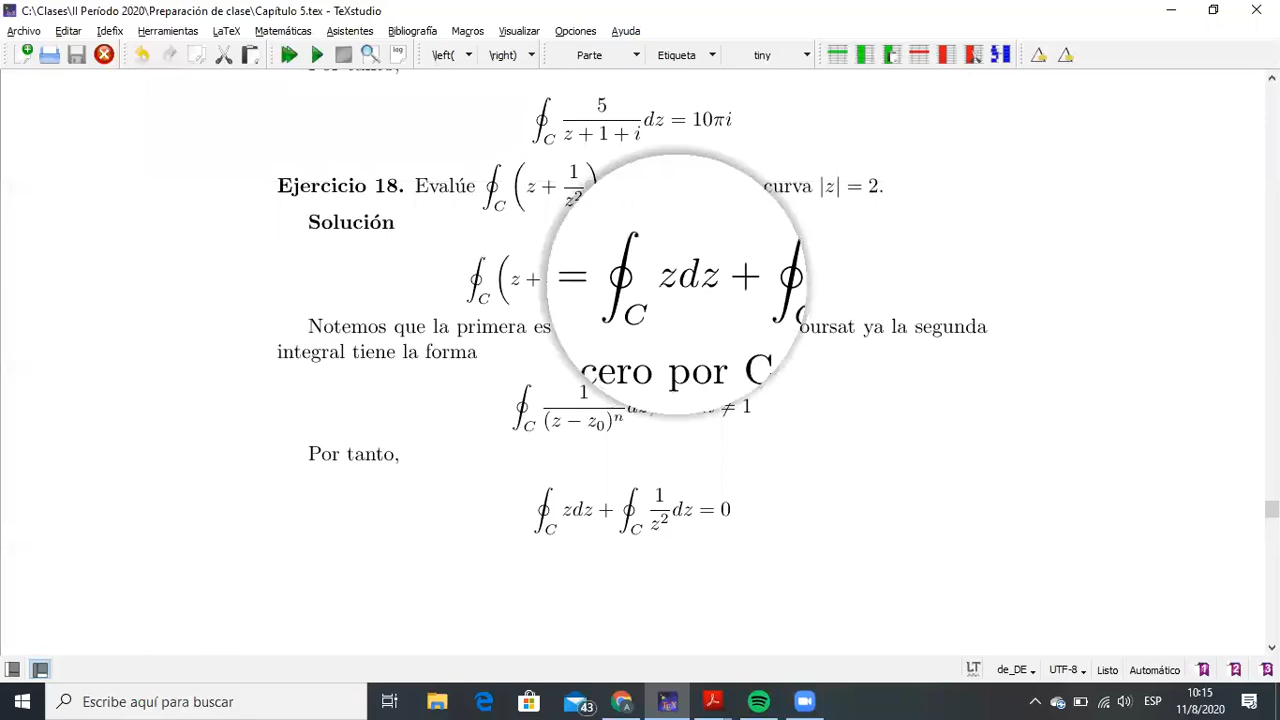 C:\Clases\II Período 2020\Preparación de clase\Capítulo 5.tex - TeXstudio
Archivo Editar Idefix Herramientas LaTeX Matemáticas Asistentes Bibliografía Macros Visualizar Opciones Ayuda
log \left( \right) Parte Etiqueta tiny
∮_C 5/(z + 1 + i) dz = 10πi
Ejercicio 18. Evalúe ∮_C (z + 1/z²) curva |z| = 2.
Solución
∮_C (z + = ∮_C zdz + ∮
Notemos que la primera es cero por oursat ya la segunda
integral tiene la forma
∮_C 1/(z − z₀)ⁿ ≠ 1
Por tanto,
∮_C zdz + ∮_C 1/z² dz = 0
LT de_DE UTF-8 Listo Automático
Escribe aquí para buscar 43 ESP 10:15
11/8/2020